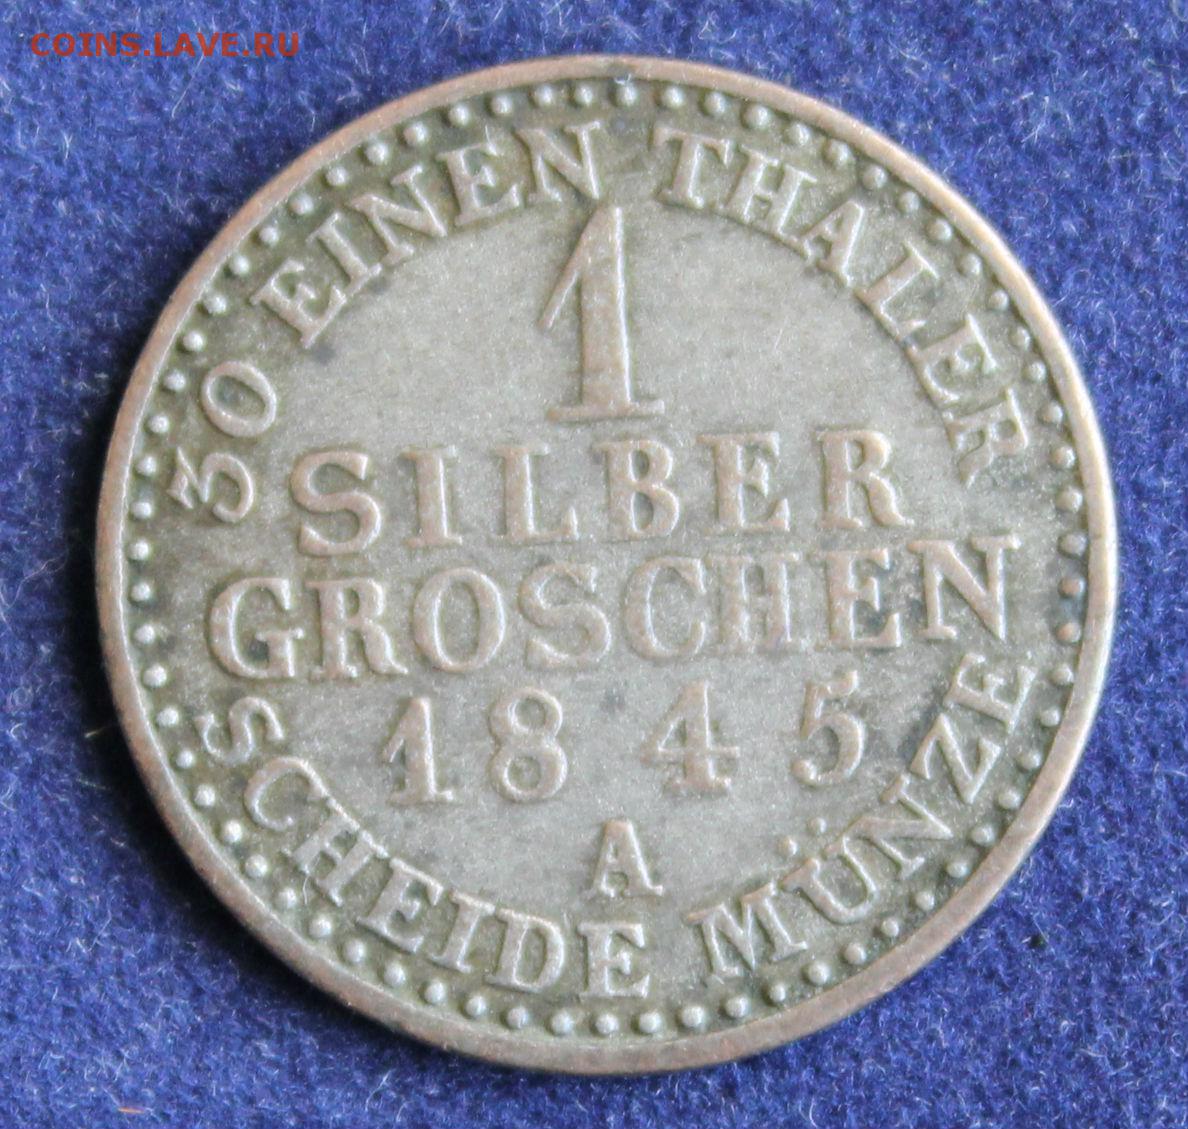 COINS.LAVE.RU
30 EINEN THALER
1
SILBER
GROSCHEN
1845
A
SCHEIDE MÜNZE